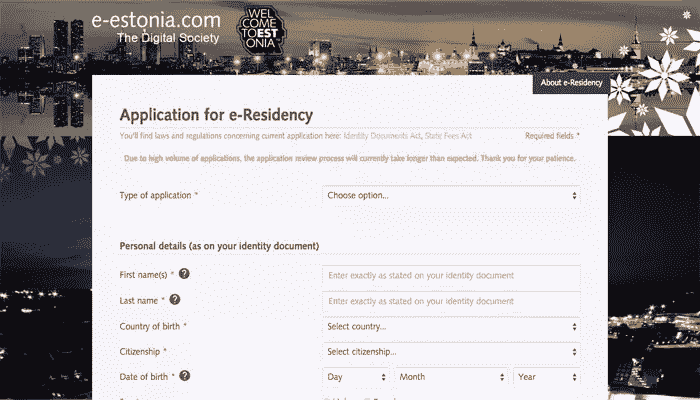 e-estonia.com
The Digital Society
WEL
COME
TOEST
ONIA
About e-Residency
Application for e-Residency
You'll find laws and regulations concerning current application here: Identity Documents Act, State Fees Act
Required fields *
Due to high volume of applications, the application review process will currently take longer than expected. Thank you for your patience.
Type of application * Choose option...
Personal details (as on your identity document)
First name(s) * ? Enter exactly as stated on your identity document
Last name * ? Enter exactly as stated on your identity document
Country of birth * Select country...
Citizenship * Select citizenship...
Date of birth * ? Day Month Year